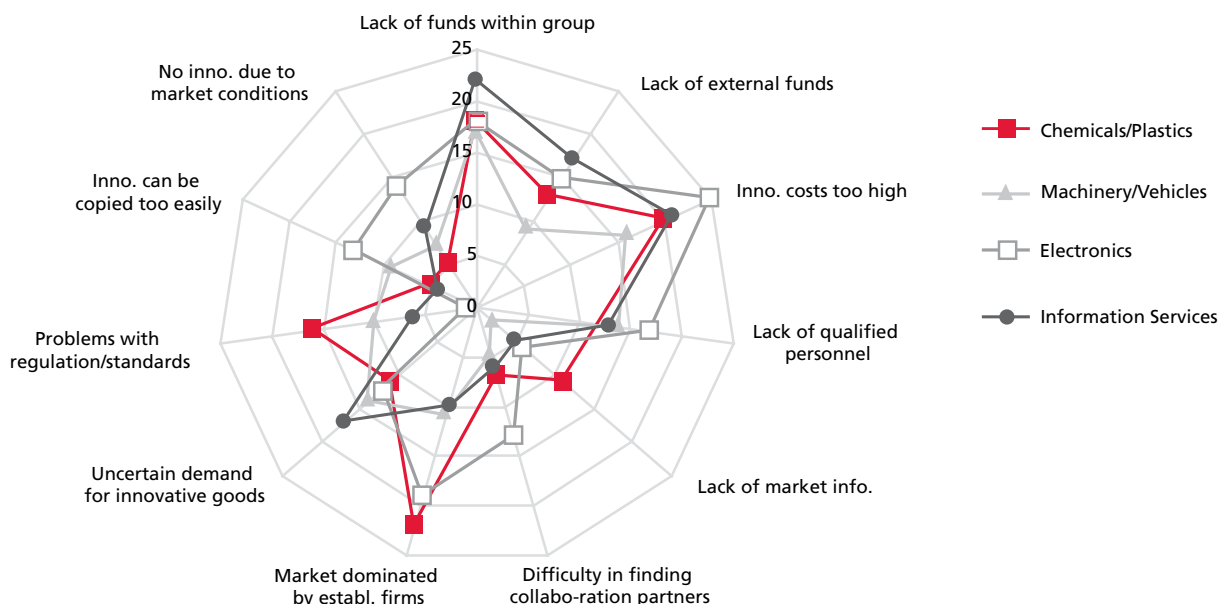 Lack of funds within group
25
20
15
10
5
0
Lack of external funds
Inno. costs too high
Lack of qualified
personnel
Lack of market info.
Difficulty in finding
collabo-ration partners
Market dominated
by establ. firms
Uncertain demand
for innovative goods
Problems with
regulation/standards
Inno. can be
copied too easily
No inno. due to
market conditions
Chemicals/Plastics
Machinery/Vehicles
Electronics
Information Services